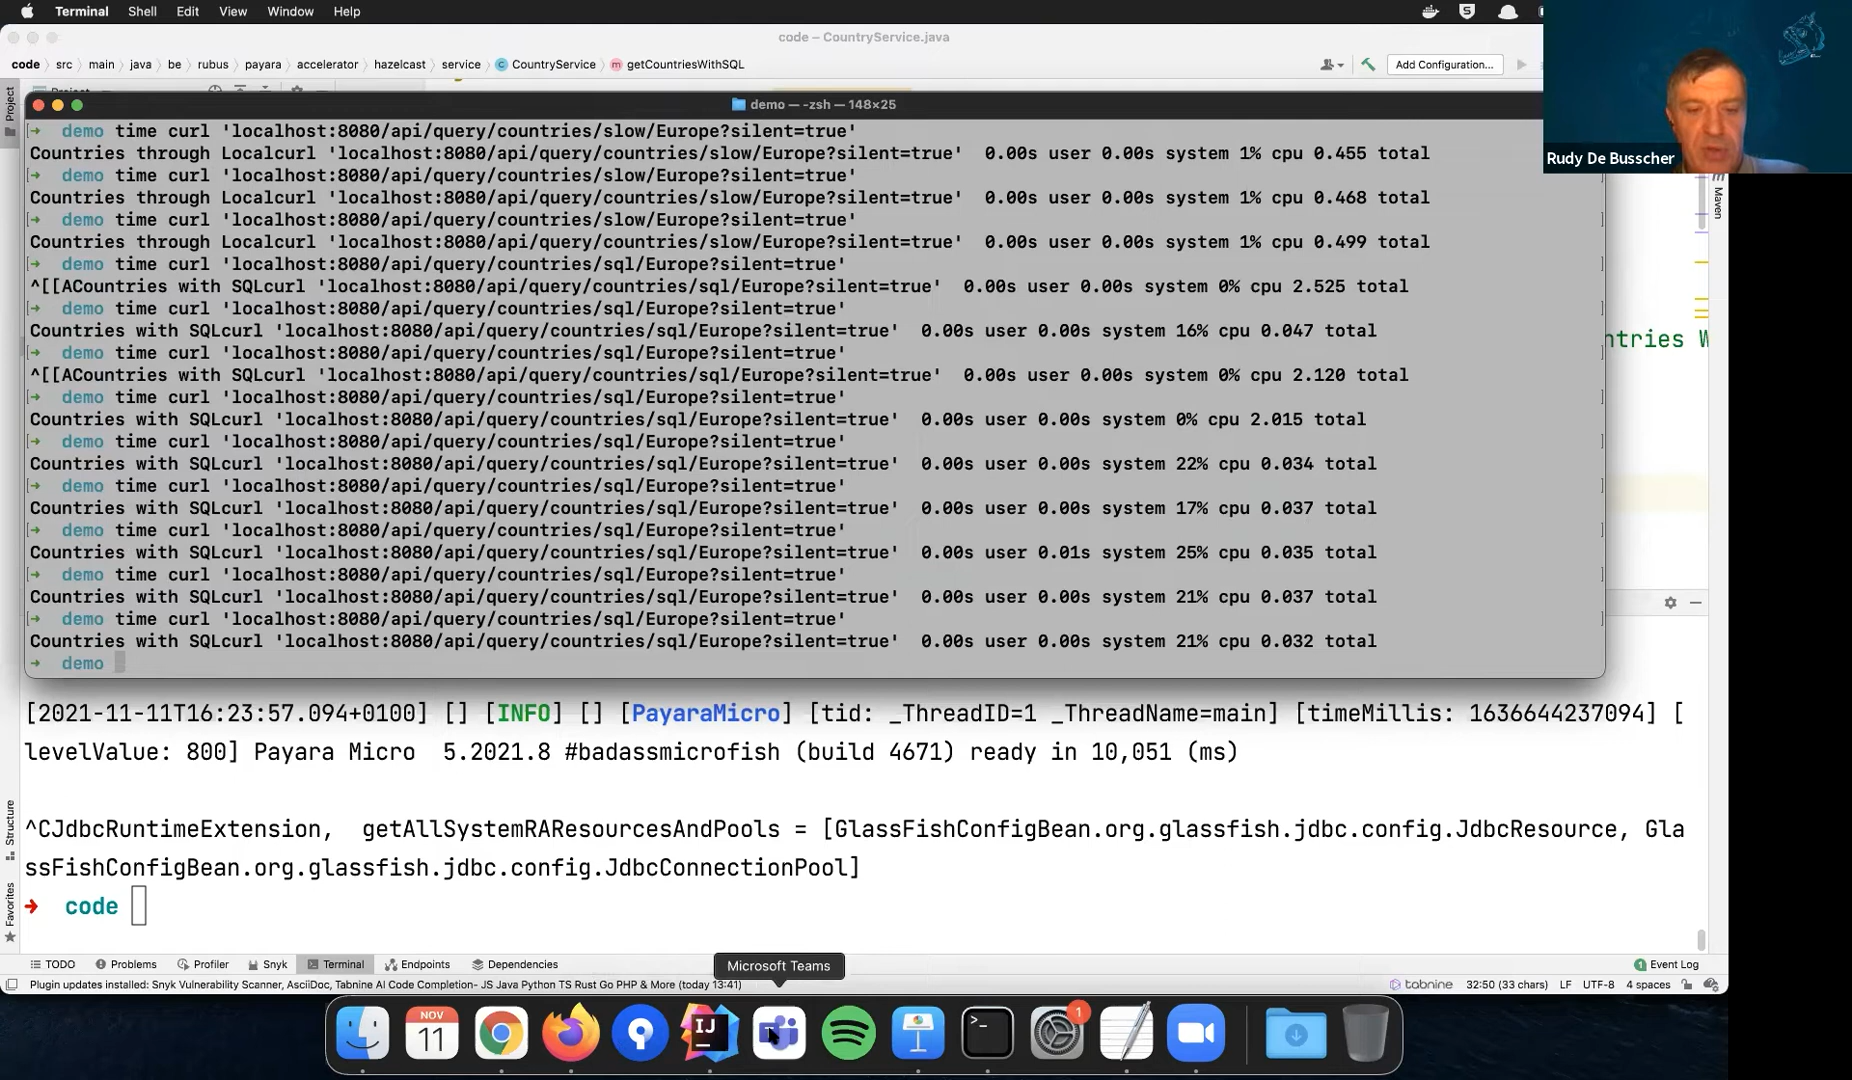 Terminal Shell Edit View Window Help
code – CountryService.java
code src main java be rubus payara accelerator hazelcast service CountryService getCountriesWithSQL Add Configuration...
Project
demo — -zsh — 148×25
➜ demo time curl 'localhost:8080/api/query/countries/slow/Europe?silent=true'
Countries through Localcurl 'localhost:8080/api/query/countries/slow/Europe?silent=true' 0.00s user 0.00s system 1% cpu 0.455 total
➜ demo time curl 'localhost:8080/api/query/countries/slow/Europe?silent=true'
Countries through Localcurl 'localhost:8080/api/query/countries/slow/Europe?silent=true' 0.00s user 0.00s system 1% cpu 0.468 total
➜ demo time curl 'localhost:8080/api/query/countries/slow/Europe?silent=true'
Countries through Localcurl 'localhost:8080/api/query/countries/slow/Europe?silent=true' 0.00s user 0.00s system 1% cpu 0.499 total
➜ demo time curl 'localhost:8080/api/query/countries/sql/Europe?silent=true'
^[[ACountries with SQLcurl 'localhost:8080/api/query/countries/sql/Europe?silent=true' 0.00s user 0.00s system 0% cpu 2.525 total
➜ demo time curl 'localhost:8080/api/query/countries/sql/Europe?silent=true'
Countries with SQLcurl 'localhost:8080/api/query/countries/sql/Europe?silent=true' 0.00s user 0.00s system 16% cpu 0.047 total
➜ demo time curl 'localhost:8080/api/query/countries/sql/Europe?silent=true'
^[[ACountries with SQLcurl 'localhost:8080/api/query/countries/sql/Europe?silent=true' 0.00s user 0.00s system 0% cpu 2.120 total
➜ demo time curl 'localhost:8080/api/query/countries/sql/Europe?silent=true'
Countries with SQLcurl 'localhost:8080/api/query/countries/sql/Europe?silent=true' 0.00s user 0.00s system 0% cpu 2.015 total
➜ demo time curl 'localhost:8080/api/query/countries/sql/Europe?silent=true'
Countries with SQLcurl 'localhost:8080/api/query/countries/sql/Europe?silent=true' 0.00s user 0.00s system 22% cpu 0.034 total
➜ demo time curl 'localhost:8080/api/query/countries/sql/Europe?silent=true'
Countries with SQLcurl 'localhost:8080/api/query/countries/sql/Europe?silent=true' 0.00s user 0.00s system 17% cpu 0.037 total
➜ demo time curl 'localhost:8080/api/query/countries/sql/Europe?silent=true'
Countries with SQLcurl 'localhost:8080/api/query/countries/sql/Europe?silent=true' 0.00s user 0.01s system 25% cpu 0.035 total
➜ demo time curl 'localhost:8080/api/query/countries/sql/Europe?silent=true'
Countries with SQLcurl 'localhost:8080/api/query/countries/sql/Europe?silent=true' 0.00s user 0.00s system 21% cpu 0.037 total
➜ demo time curl 'localhost:8080/api/query/countries/sql/Europe?silent=true'
Countries with SQLcurl 'localhost:8080/api/query/countries/sql/Europe?silent=true' 0.00s user 0.00s system 21% cpu 0.032 total
➜ demo
Rudy De Busscher
Maven
ntries W
[2021-11-11T16:23:57.094+0100] [] [INFO] [] [PayaraMicro] [tid: _ThreadID=1 _ThreadName=main] [timeMillis: 1636644237094] [
levelValue: 800] Payara Micro 5.2021.8 #badassmicrofish (build 4671) ready in 10,051 (ms)
^CJdbcRuntimeExtension, getAllSystemRAResourcesAndPools = [GlassFishConfigBean.org.glassfish.jdbc.config.JdbcResource, Gla
ssFishConfigBean.org.glassfish.jdbc.config.JdbcConnectionPool]
➜ code
Structure
Favorites
TODO Problems Profiler Snyk Terminal Endpoints Dependencies Event Log
Microsoft Teams
Plugin updates installed: Snyk Vulnerability Scanner, AsciiDoc, Tabnine AI Code Completion- JS Java Python TS Rust Go PHP & More (today 13:41) tabnine 32:50 (33 chars) LF UTF-8 4 spaces
NOV
11
IJ
1